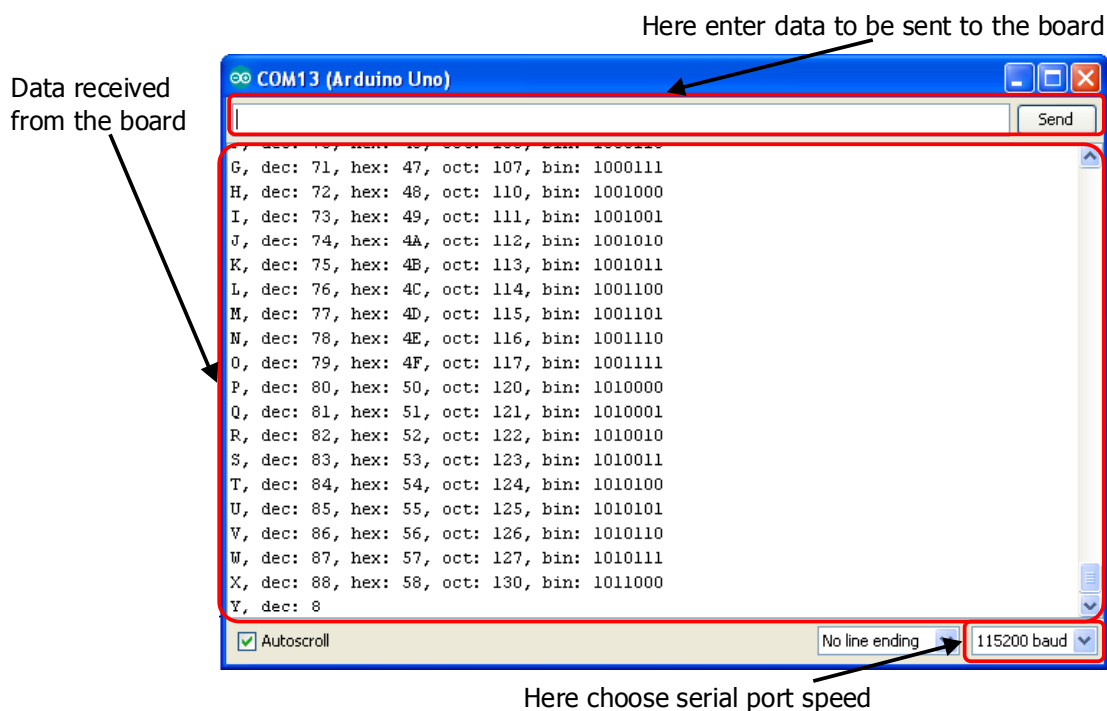 Here enter data to be sent to the board
Data received
from the board
COM13 (Arduino Uno)
Send
G, dec: 71, hex: 47, oct: 107, bin: 1000111
H, dec: 72, hex: 48, oct: 110, bin: 1001000
I, dec: 73, hex: 49, oct: 111, bin: 1001001
J, dec: 74, hex: 4A, oct: 112, bin: 1001010
K, dec: 75, hex: 4B, oct: 113, bin: 1001011
L, dec: 76, hex: 4C, oct: 114, bin: 1001100
M, dec: 77, hex: 4D, oct: 115, bin: 1001101
N, dec: 78, hex: 4E, oct: 116, bin: 1001110
O, dec: 79, hex: 4F, oct: 117, bin: 1001111
P, dec: 80, hex: 50, oct: 120, bin: 1010000
Q, dec: 81, hex: 51, oct: 121, bin: 1010001
R, dec: 82, hex: 52, oct: 122, bin: 1010010
S, dec: 83, hex: 53, oct: 123, bin: 1010011
T, dec: 84, hex: 54, oct: 124, bin: 1010100
U, dec: 85, hex: 55, oct: 125, bin: 1010101
V, dec: 86, hex: 56, oct: 126, bin: 1010110
W, dec: 87, hex: 57, oct: 127, bin: 1010111
X, dec: 88, hex: 58, oct: 130, bin: 1011000
Y, dec: 8
Autoscroll
No line ending
115200 baud
Here choose serial port speed